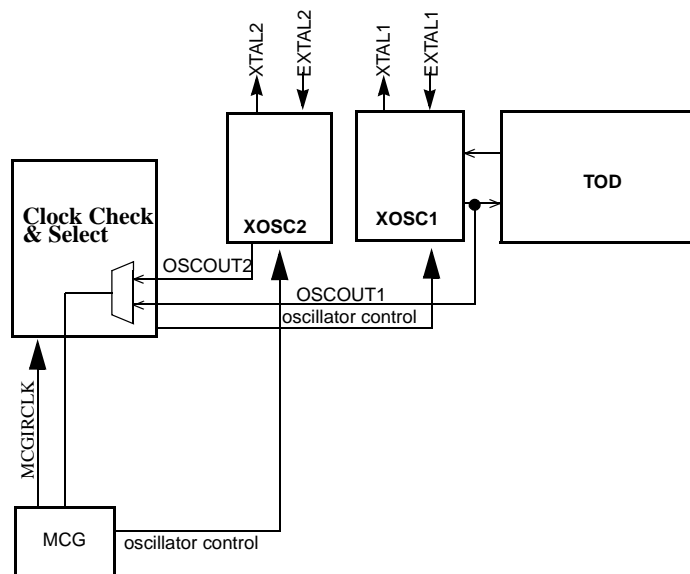 XTAL2
EXTAL2
XTAL1
EXTAL1
TOD
Clock Check
& Select
XOSC2
XOSC1
OSCOUT2
OSCOUT1
oscillator control
MCGIRCLK
MCG
oscillator control